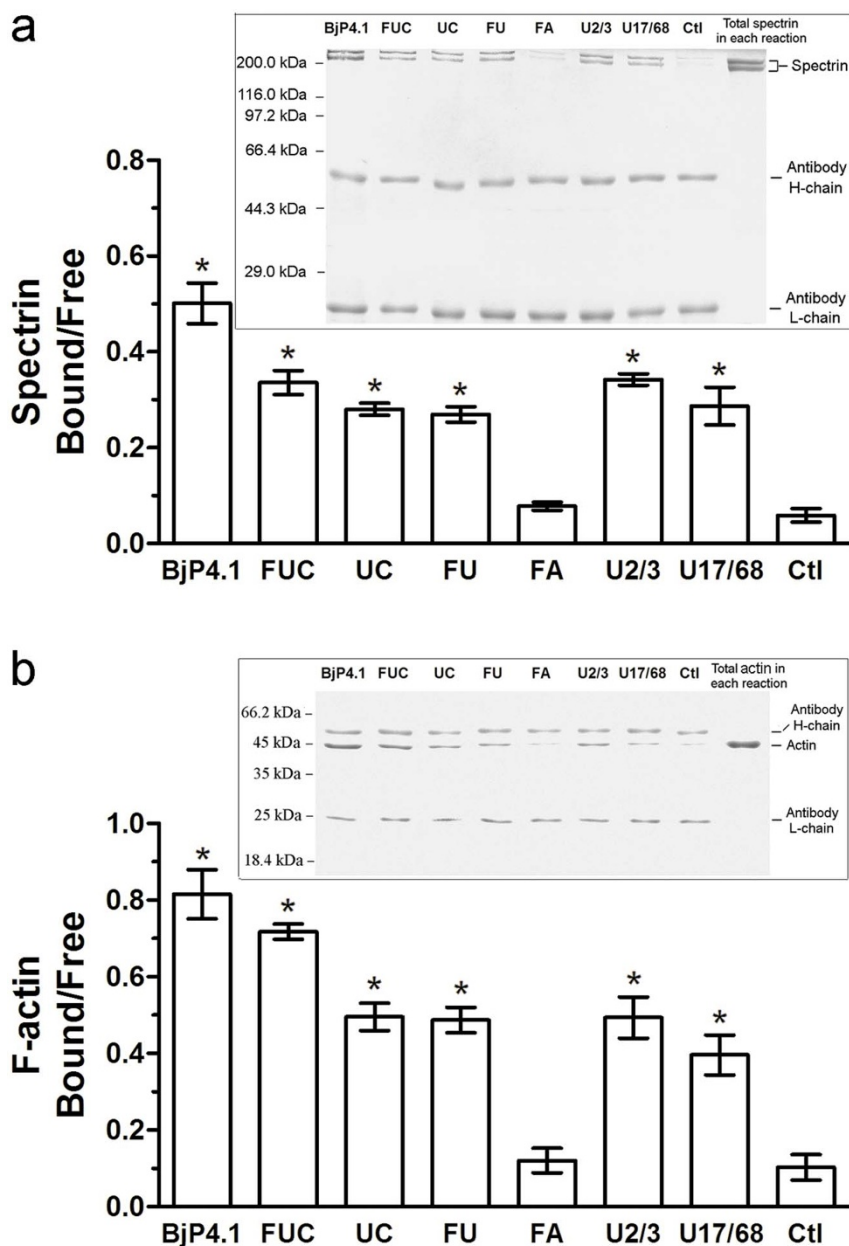 a
BjP4.1 FUC UC FU FA U2/3 U17/68 Ctl Total spectrin
in each reaction
200.0 kDa
Spectrin
116.0 kDa
97.2 kDa
66.4 kDa
Antibody
H-chain
44.3 kDa
29.0 kDa
Antibody
L-chain
Spectrin
Bound/Free
0.8
0.6
0.4
0.2
0.0
* * * * * *
BjP4.1 FUC UC FU FA U2/3 U17/68 Ctl
b
BjP4.1 FUC UC FU FA U2/3 U17/68 Ctl Total actin in
each reaction
66.2 kDa
Antibody
H-chain
45 kDa
Actin
35 kDa
25 kDa
Antibody
L-chain
18.4 kDa
F-actin
Bound/Free
1.0
0.8
0.6
0.4
0.2
0.0
* * * * * *
BjP4.1 FUC UC FU FA U2/3 U17/68 Ctl